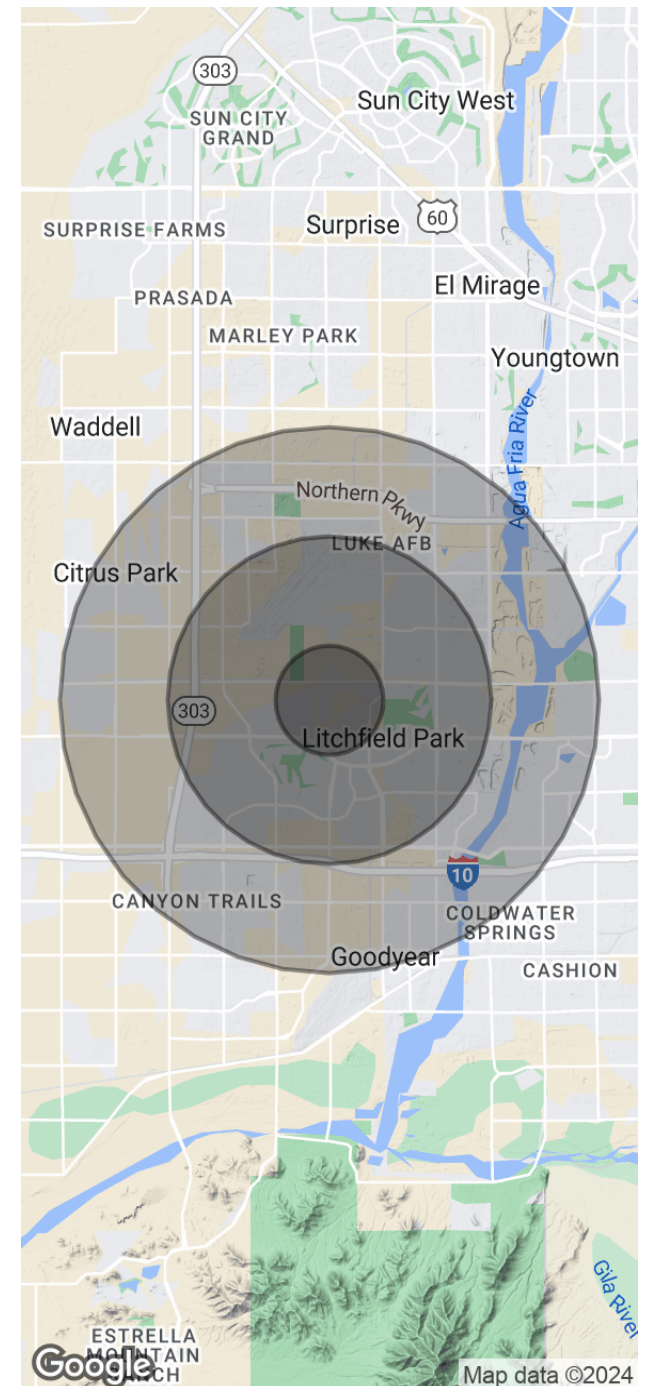 303
Sun City West
SUN CITY
GRAND
60
Surprise
SURPRISE FARMS
El Mirage
PRASADA
MARLEY PARK
Youngtown
Waddell
Agua Fria River
Northern Pkwy
LUKE AFB
Citrus Park
303
Litchfield Park
10
CANYON TRAILS
COLDWATER
SPRINGS
Goodyear
CASHION
Gila River
ESTRELLA
MOUNTAIN
RANCH
Google
Map data ©2024